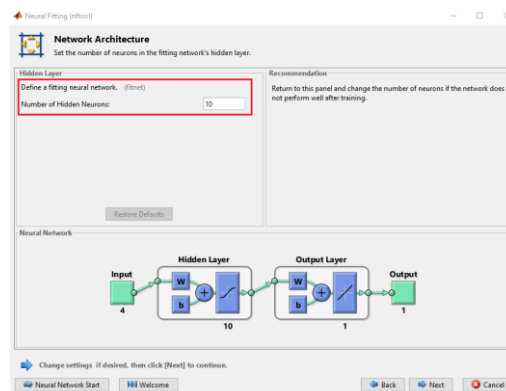 Neural Fitting (nftool)
Network Architecture
Set the number of neurons in the fitting network's hidden layer.
Hidden Layer
Define a fitting neural network. (fitnet)
Number of Hidden Neurons: 10
Restore Defaults
Recommendation
Return to this panel and change the number of neurons if the network does
not perform well after training.
Neural Network
Hidden Layer Output Layer
Input Output
W W
b b
4 10 1 1
Change settings if desired, then click [Next] to continue.
Neural Network Start Welcome Back Next Cancel